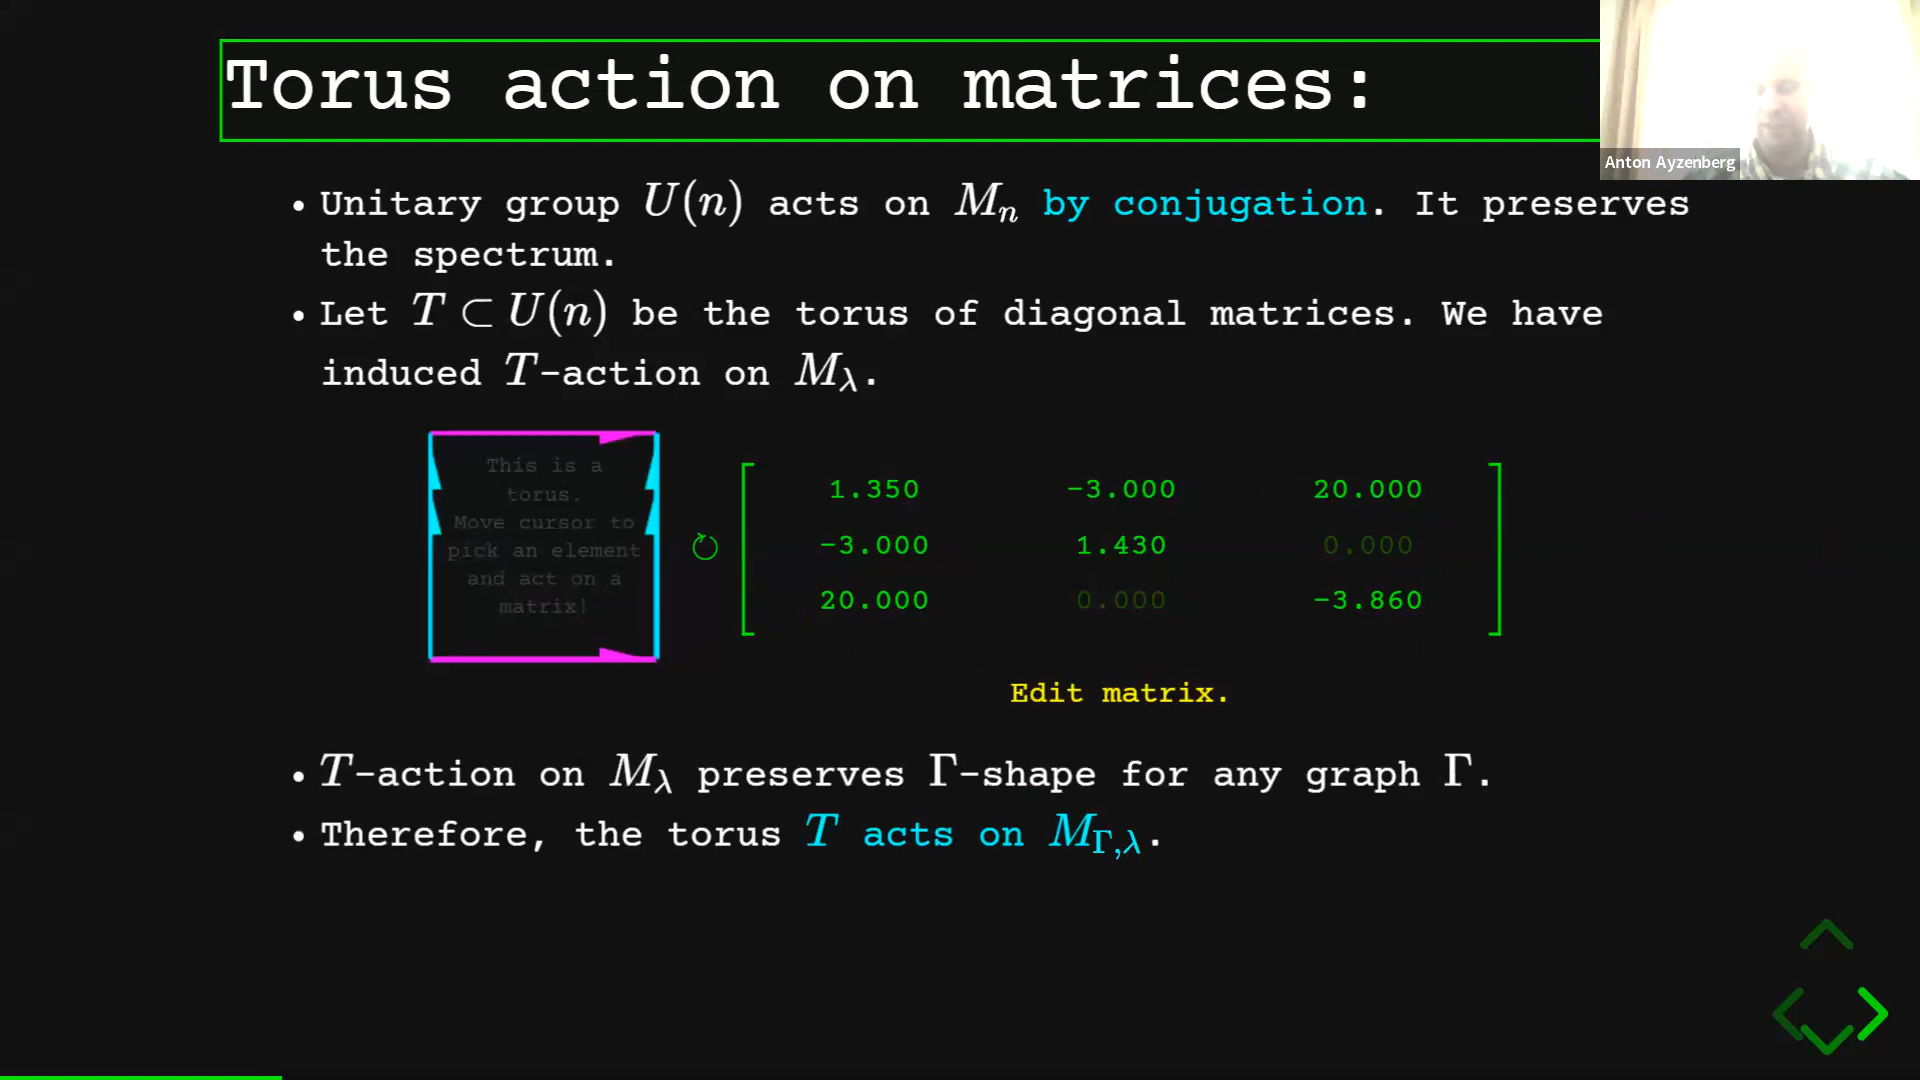 Torus action on matrices:
Anton Ayzenberg
• Unitary group U(n) acts on Mₙ by conjugation. It preserves
the spectrum.
• Let T ⊂ U(n) be the torus of diagonal matrices. We have
induced T-action on M_λ.
This is a
torus.
Move cursor to
pick an element
and act on a
matrix!
↻
1.350 −3.000 20.000
−3.000 1.430 0.000
20.000 0.000 −3.860
Edit matrix.
• T-action on M_λ preserves Γ-shape for any graph Γ.
• Therefore, the torus T acts on M_{Γ,λ}.